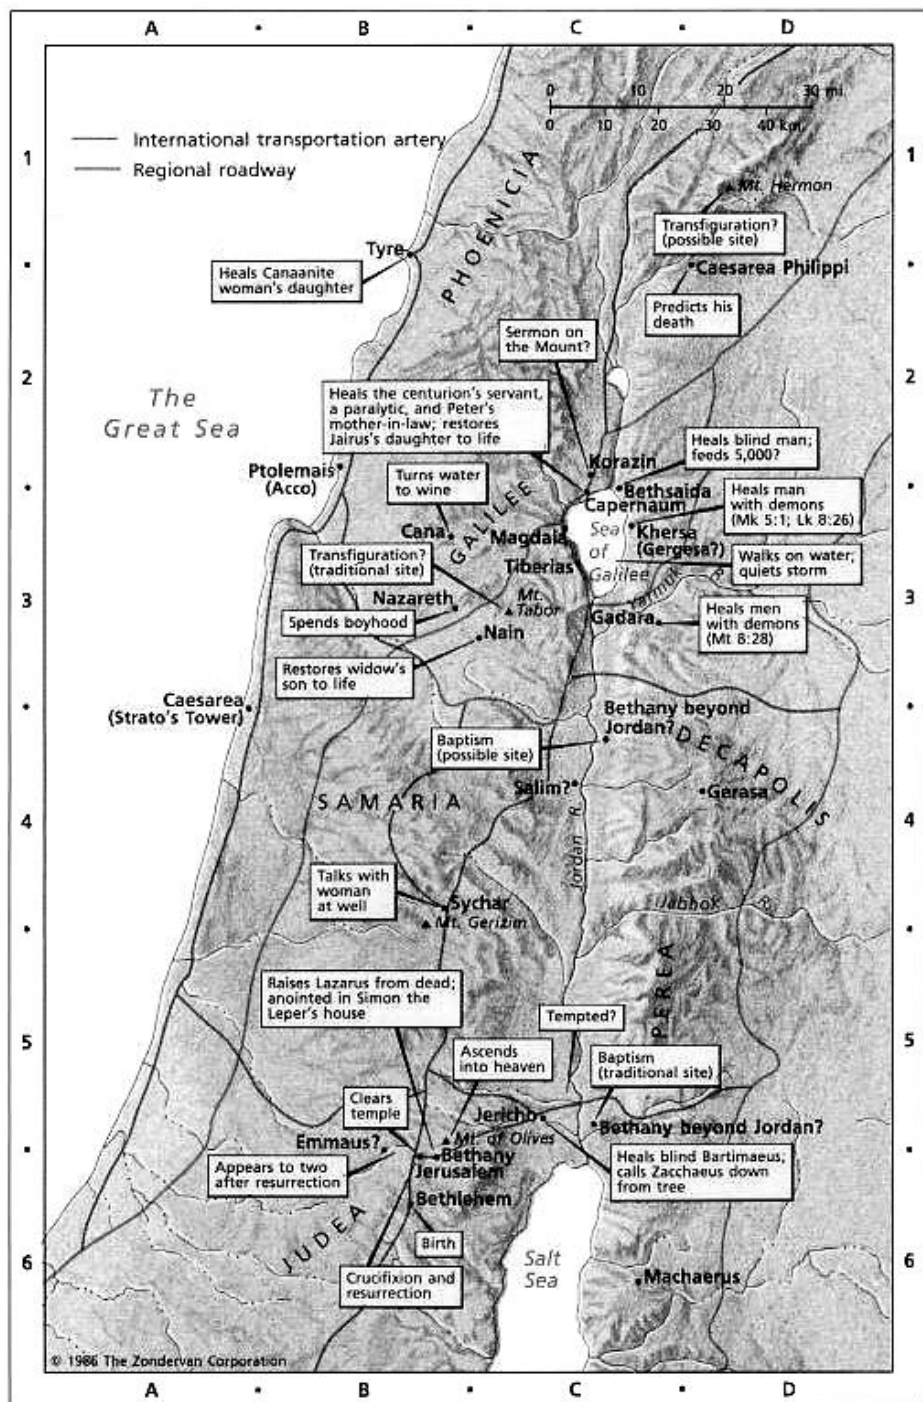 A • B • C • D
0 10 20 30 mi.
0 10 20 30 40 km.
International transportation artery
Regional roadway
1
1
Mt. Hermon
PHOENICIA
Transfiguration?
(possible site)
Tyre
•
•
Heals Canaanite
woman's daughter
Caesarea Philippi
Predicts his
death
Sermon on
the Mount?
2
2
The
Great Sea
Heals the centurion's servant,
a paralytic, and Peter's
mother-in-law; restores
Jairus's daughter to life
Heals blind man;
feeds 5,000?
Korazin
Ptolemais
(Acco)
Turns water
to wine
•
•
Bethsaida
Capernaum
Heals man
with demons
(Mk 5:1; Lk 8:26)
GALILEE
Cana
Magdala
Sea
of
Galilee
Khersa
(Gergesa?)
Transfiguration?
(traditional site)
Tiberias
Walks on water;
quiets storm
Yarmuk R.
3
3
Nazareth
Mt.
Tabor
Spends boyhood
Gadara
Heals men
with demons
(Mt 8:28)
Nain
Restores widow's
son to life
Caesarea
(Strato's Tower)
•
•
Bethany beyond
Jordan?
DECAPOLIS
Baptism
(possible site)
Salim?
Gerasa
SAMARIA
4
4
Jordan R.
Talks with
woman
at well
Sychar
Jabbok R.
Mt. Gerizim
•
•
PEREA
Raises Lazarus from dead;
anointed in Simon the
Leper's house
Tempted?
5
5
Ascends
into heaven
Baptism
(traditional site)
Clears
temple
Jericho
Bethany beyond Jordan?
Emmaus?
Mt. of Olives
•
•
Bethany
Jerusalem
Appears to two
after resurrection
Heals blind Bartimaeus;
calls Zacchaeus down
from tree
Bethlehem
JUDEA
Birth
6
6
Salt
Sea
Machaerus
Crucifixion and
resurrection
© 1986 The Zondervan Corporation
A • B • C • D